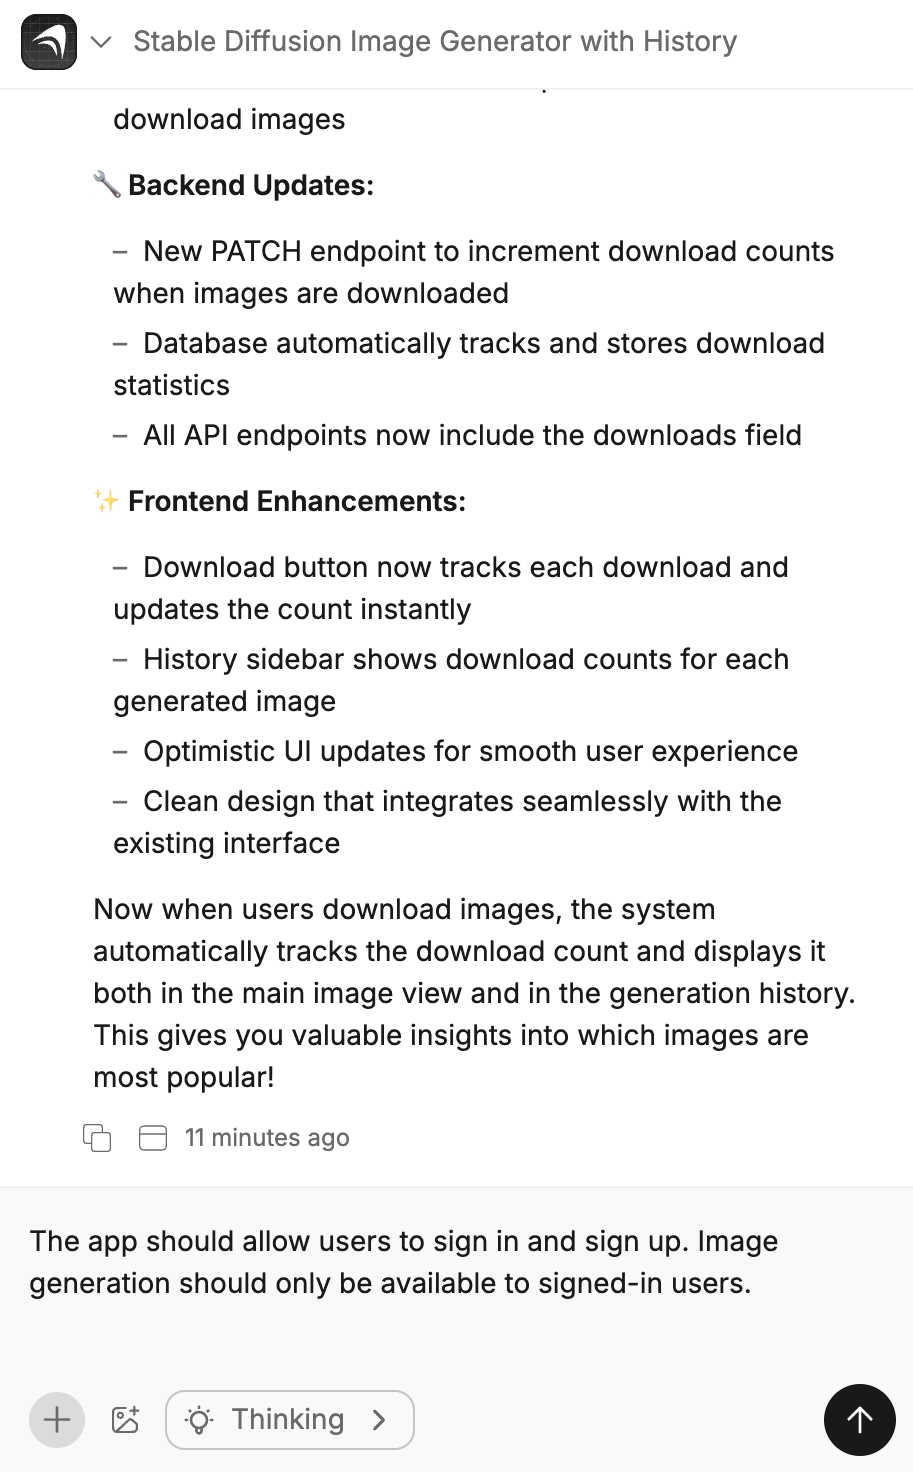 Stable Diffusion Image Generator with History
download images
🔧 Backend Updates:
– New PATCH endpoint to increment download counts
when images are downloaded
– Database automatically tracks and stores download
statistics
– All API endpoints now include the downloads field
✨ Frontend Enhancements:
– Download button now tracks each download and
updates the count instantly
– History sidebar shows download counts for each
generated image
– Optimistic UI updates for smooth user experience
– Clean design that integrates seamlessly with the
existing interface
Now when users download images, the system
automatically tracks the download count and displays it
both in the main image view and in the generation history.
This gives you valuable insights into which images are
most popular!
11 minutes ago
The app should allow users to sign in and sign up. Image
generation should only be available to signed-in users.
Thinking